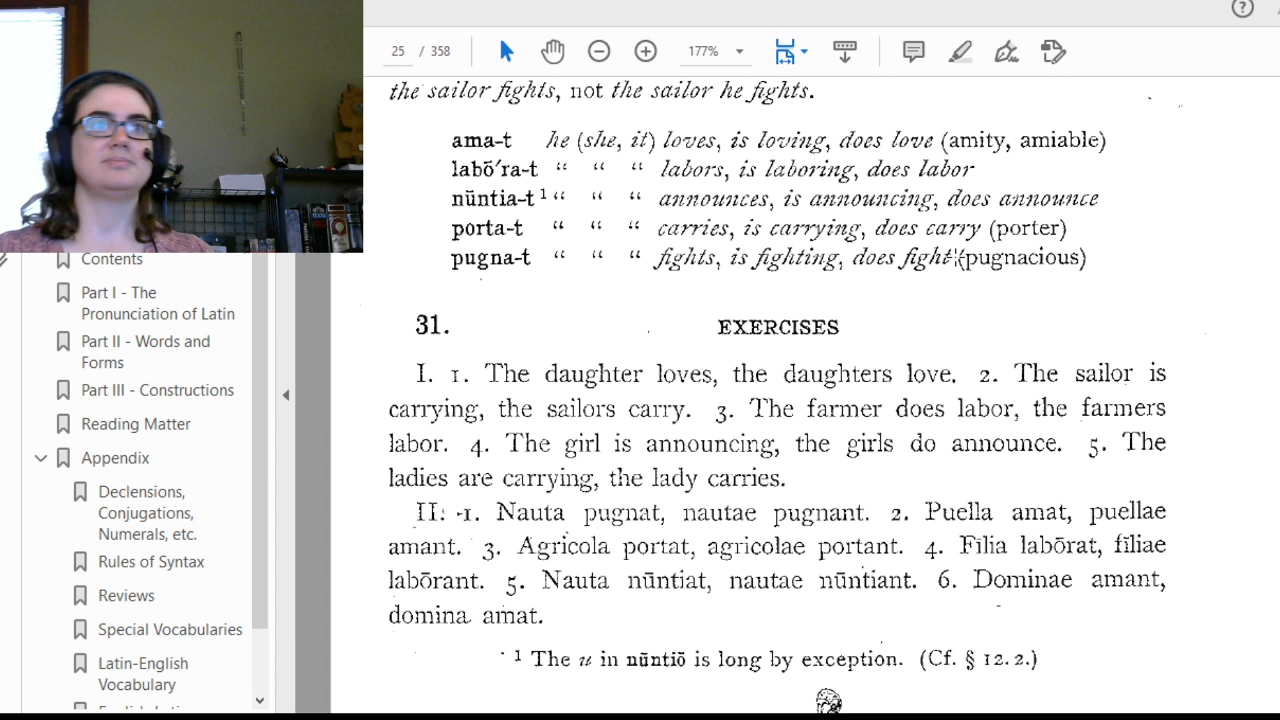 25 / 358
177%
the sailor fights, not the sailor he fights.
ama-t he (she, it) loves, is loving, does love (amity, amiable)
labō′ra-t “ “ “ labors, is laboring, does labor
nūntia-t ¹ “ “ “ announces, is announcing, does announce
porta-t “ “ “ carries, is carrying, does carry (porter)
pugna-t “ “ “ fights, is fighting, does fight (pugnacious)
31. EXERCISES
I. 1. The daughter loves, the daughters love. 2. The sailor is
carrying, the sailors carry. 3. The farmer does labor, the farmers
labor. 4. The girl is announcing, the girls do announce. 5. The
ladies are carrying, the lady carries.
II. 1. Nauta pugnat, nautae pugnant. 2. Puella amat, puellae
amant. 3. Agricola portat, agricolae portant. 4. Fīlia labōrat, fīliae
labōrant. 5. Nauta nūntiat, nautae nūntiant. 6. Dominae amant,
domina amat.
¹ The u in nūntiō is long by exception. (Cf. § 12. 2.)
Contents
Part I - The
Pronunciation of Latin
Part II - Words and
Forms
Part III - Constructions
Reading Matter
Appendix
Declensions,
Conjugations,
Numerals, etc.
Rules of Syntax
Reviews
Special Vocabularies
Latin-English
Vocabulary